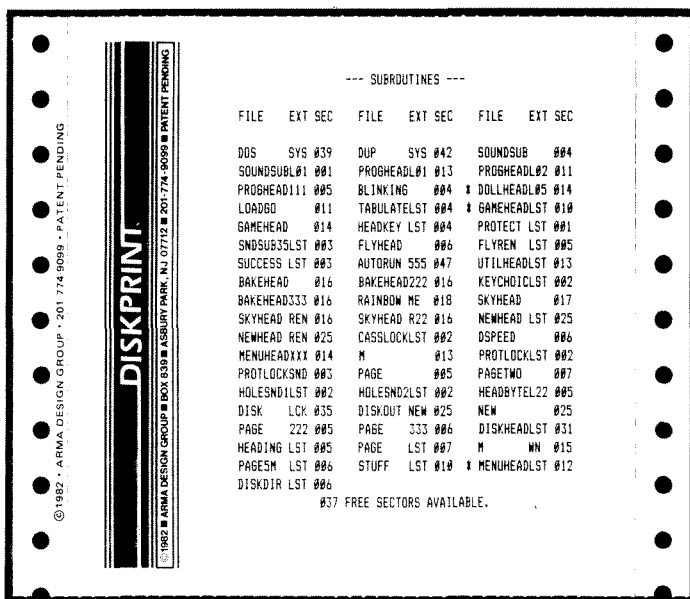 ©1982 • ARMA DESIGN GROUP • 201 774-9099 • PATENT PENDING
DISKPRINT
©1982 ■ ARMA DESIGN GROUP ■ BOX 839 ■ ASBURY PARK, NJ 07712 ■ 201-774-9099 ■ PATENT PENDING
--- SUBROUTINES ---
FILE EXT SEC FILE EXT SEC FILE EXT SEC
DOS SYS 039 DUP SYS 042 SOUNDSUB 004
SOUNDSUBL01 001 PROGHEADL01 013 PROGHEADL02 011
PROGHEAD111 005 BLINKING 004 * DOLLHEADL05 014
LOADGO 011 TABULATELST 004 * GAMEHEADLST 010
GAMEHEAD 014 HEADKEY LST 004 PROTECT LST 001
SNDSUB35LST 003 FLYHEAD 006 FLYREN LST 005
SUCCESS LST 003 AUTORUN 555 047 UTILHEADLST 013
BAKEHEAD 016 BAKEHEAD222 016 KEYCHOICLST 002
BAKEHEAD333 016 RAINBOW ME 018 SKYHEAD 017
SKYHEAD REN 016 SKYHEAD R22 016 NEWHEAD LST 025
NEWHEAD REN 025 CASSLOCKLST 002 DSPEED 006
MENUHEADXXX 014 M 013 PROTLOCKLST 002
PROTLOCKSND 003 PAGE 005 PAGETWO 007
HOLESND1LST 002 HOLESND2LST 002 HEADBYTEL22 005
DISK LCK 035 DISKOUT NEW 025 NEW 025
PAGE 222 005 PAGE 333 006 DISKHEADLST 031
HEADING LST 005 PAGE LST 007 M WN 015
PAGE5M LST 006 STUFF LST 010 * MENUHEADLST 012
DISKDIR LST 006
037 FREE SECTORS AVAILABLE.